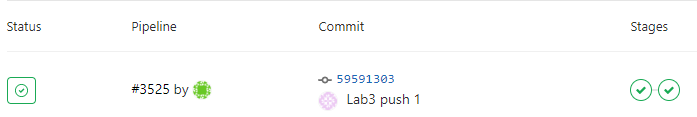 Status Pipeline Commit Stages
#3525 by
59591303
Lab3 push 1